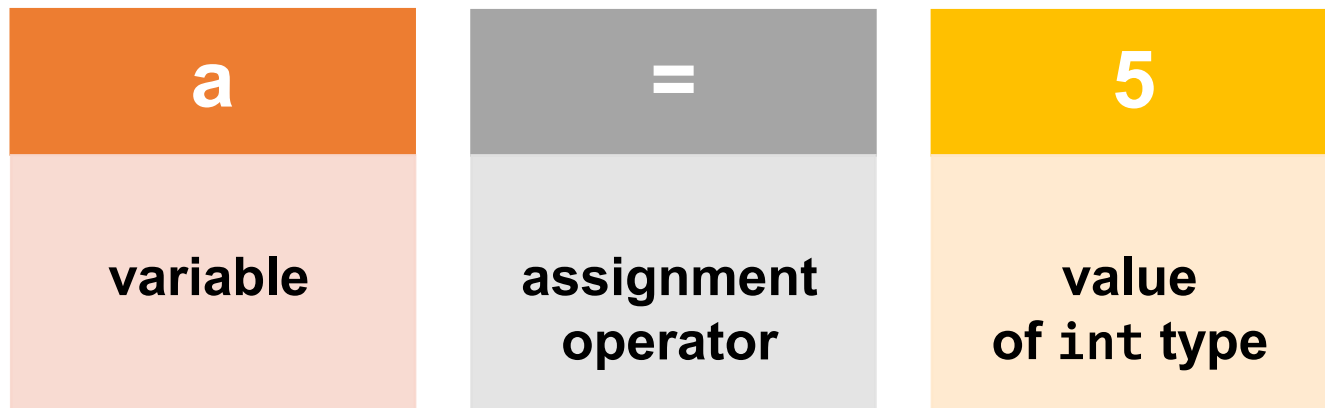 a = 5
variable
assignment
operator
value
of int type